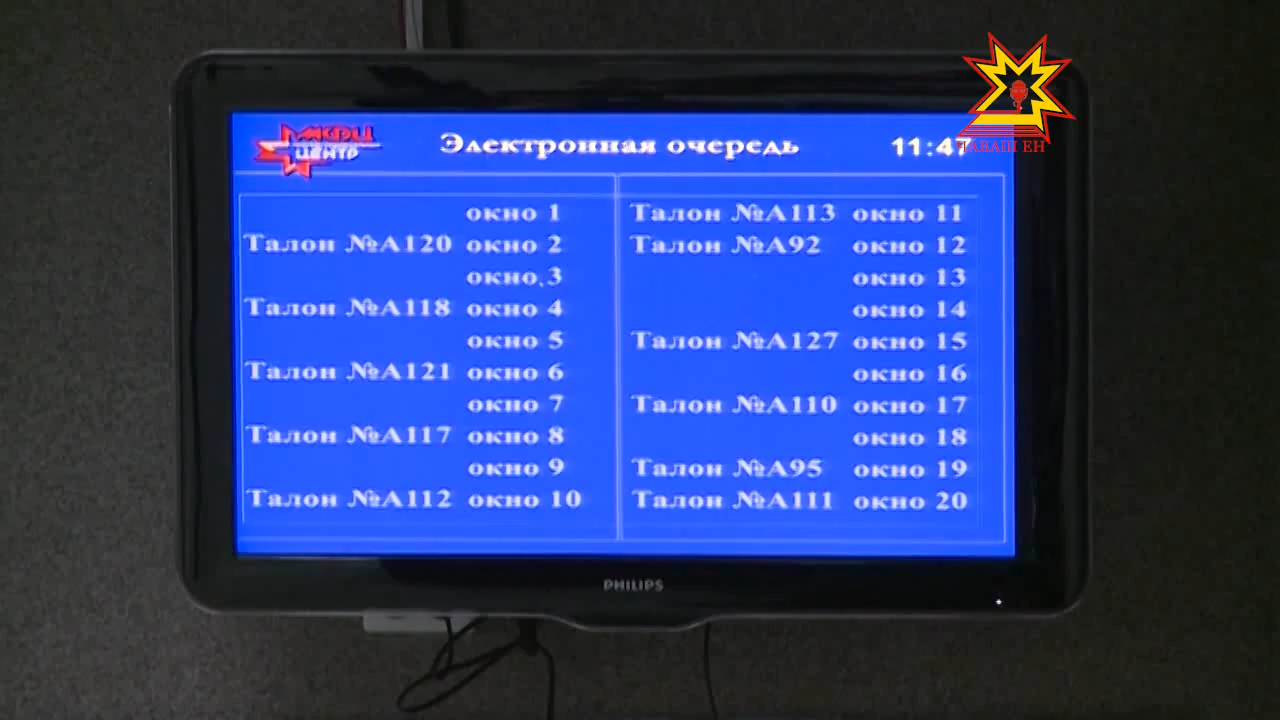 МФЦ
ЦЕНТР
Электронная очередь
11:47
ЧАВАШ ЕН
окно 1
Талон №А120 окно 2
окно 3
Талон №А118 окно 4
окно 5
Талон №А121 окно 6
окно 7
Талон №А117 окно 8
окно 9
Талон №А112 окно 10
Талон №А113 окно 11
Талон №А92 окно 12
окно 13
окно 14
Талон №А127 окно 15
окно 16
Талон №А110 окно 17
окно 18
Талон №А95 окно 19
Талон №А111 окно 20
PHILIPS